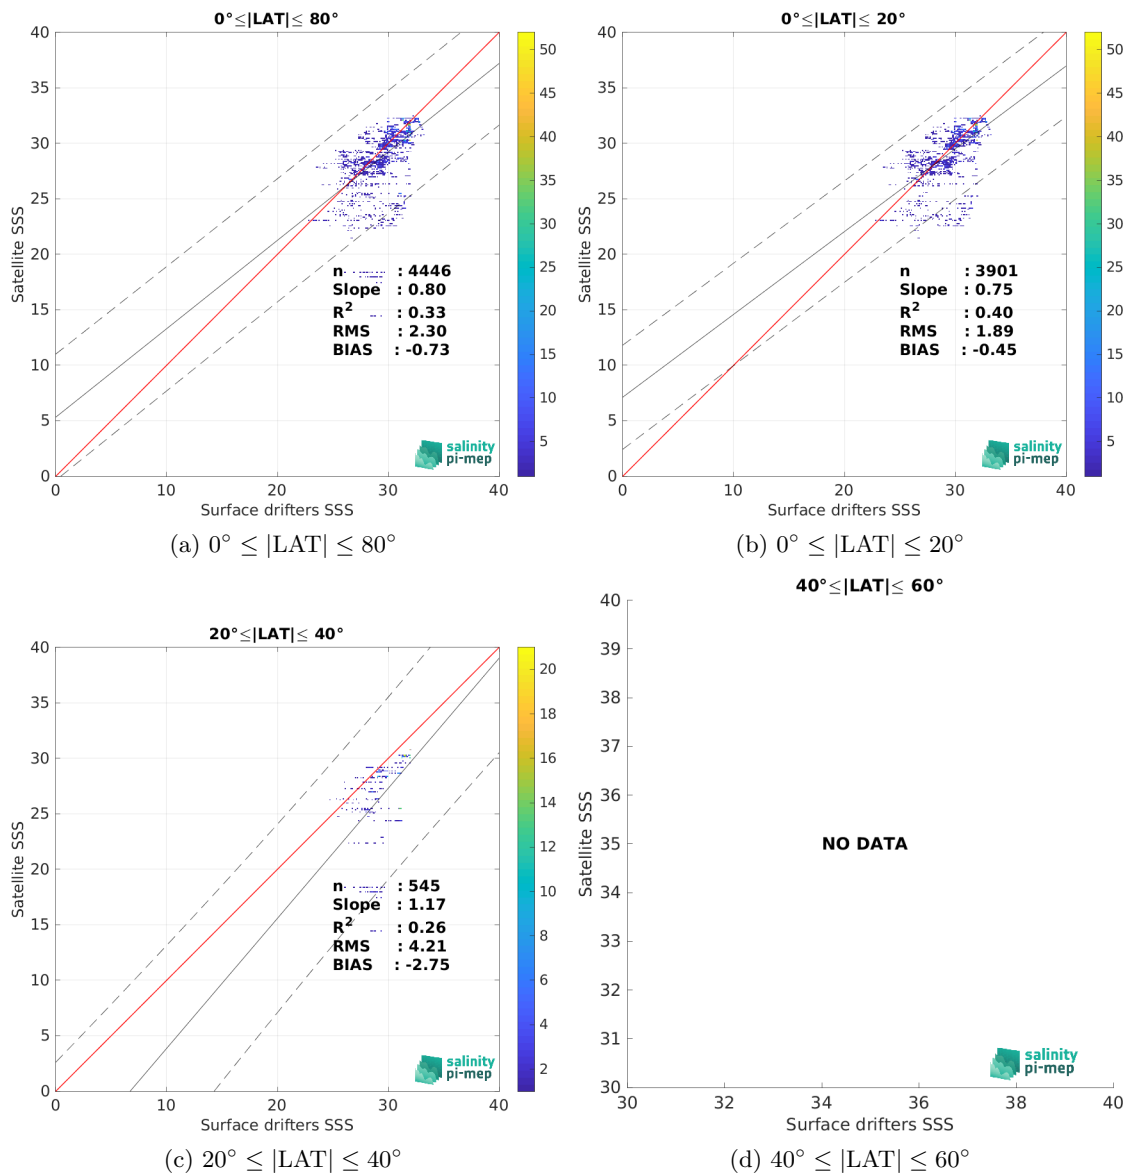 0°≤|LAT|≤ 80°
40
35
30
25
20
15
10
5
0
Satellite SSS
n : 4446
Slope : 0.80
R² : 0.33
RMS : 2.30
BIAS : -0.73
salinity
pi-mep
0 10 20 30 40
Surface drifters SSS
50
45
40
35
30
25
20
15
10
5
(a) 0° ≤ |LAT| ≤ 80°
0°≤|LAT|≤ 20°
40
35
30
25
20
15
10
5
0
Satellite SSS
n : 3901
Slope : 0.75
R² : 0.40
RMS : 1.89
BIAS : -0.45
salinity
pi-mep
0 10 20 30 40
Surface drifters SSS
50
45
40
35
30
25
20
15
10
5
(b) 0° ≤ |LAT| ≤ 20°
20°≤|LAT|≤ 40°
40
35
30
25
20
15
10
5
0
Satellite SSS
n : 545
Slope : 1.17
R² : 0.26
RMS : 4.21
BIAS : -2.75
salinity
pi-mep
0 10 20 30 40
Surface drifters SSS
20
18
16
14
12
10
8
6
4
2
(c) 20° ≤ |LAT| ≤ 40°
40°≤|LAT|≤ 60°
40
39
38
37
36
35
34
33
32
31
30
Satellite SSS
NO DATA
salinity
pi-mep
30 32 34 36 38 40
Surface drifters SSS
(d) 40° ≤ |LAT| ≤ 60°